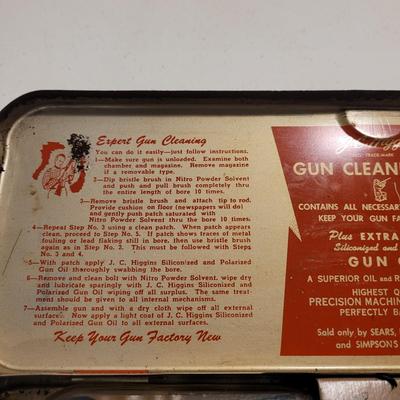 Expert Gun Cleaning
You can do it easily—just follow instructions.
1—Make sure gun is unloaded. Examine both
chamber and magazine. Remove magazine
if a removable type.
2—Dip bristle brush in Nitro Powder Solvent
and push and pull brush completely thru
the entire length of bore 10 times.
3—Remove bristle brush and attach tip to rod.
Provide cushion on floor (newspapers will do)
and gently push patch saturated with
Nitro Powder Solvent thru the bore 10 times.
4—Repeat Step No. 3 using a clean patch. When patch appears
clean, proceed to Step No. 5. If patch shows traces of metal
fouling or lead flaking still in bore, then use bristle brush
again as in Step No. 2. This must be followed with Steps
No. 3 and 4.
5—With patch apply J. C. Higgins Siliconized and Polarized
Gun Oil thoroughly swabbing the bore.
6—Remove and clean bolt with Nitro Powder Solvent, wipe dry
and lubricate sparingly with J. C. Higgins Siliconized and
Polarized Gun Oil wiping off all surplus. The same treat-
ment should be given to all internal mechanisms.
7—Assemble gun and with a dry cloth wipe off all external
surface. Now apply a light coat of J. C. Higgins Siliconized
and Polarized Gun Oil to all external surfaces.
Keep Your Gun Factory New
TRADE-MARK
GUN CLEAN
CONTAINS ALL NECESSAR
KEEP YOUR GUN FA
Plus EXTRA
Siliconized and
GUN O
A SUPERIOR OIL and R
HIGHEST Q
PRECISION MACHIN
PERFECTLY BA
Sold only by SEARS,
and SIMPSON'S